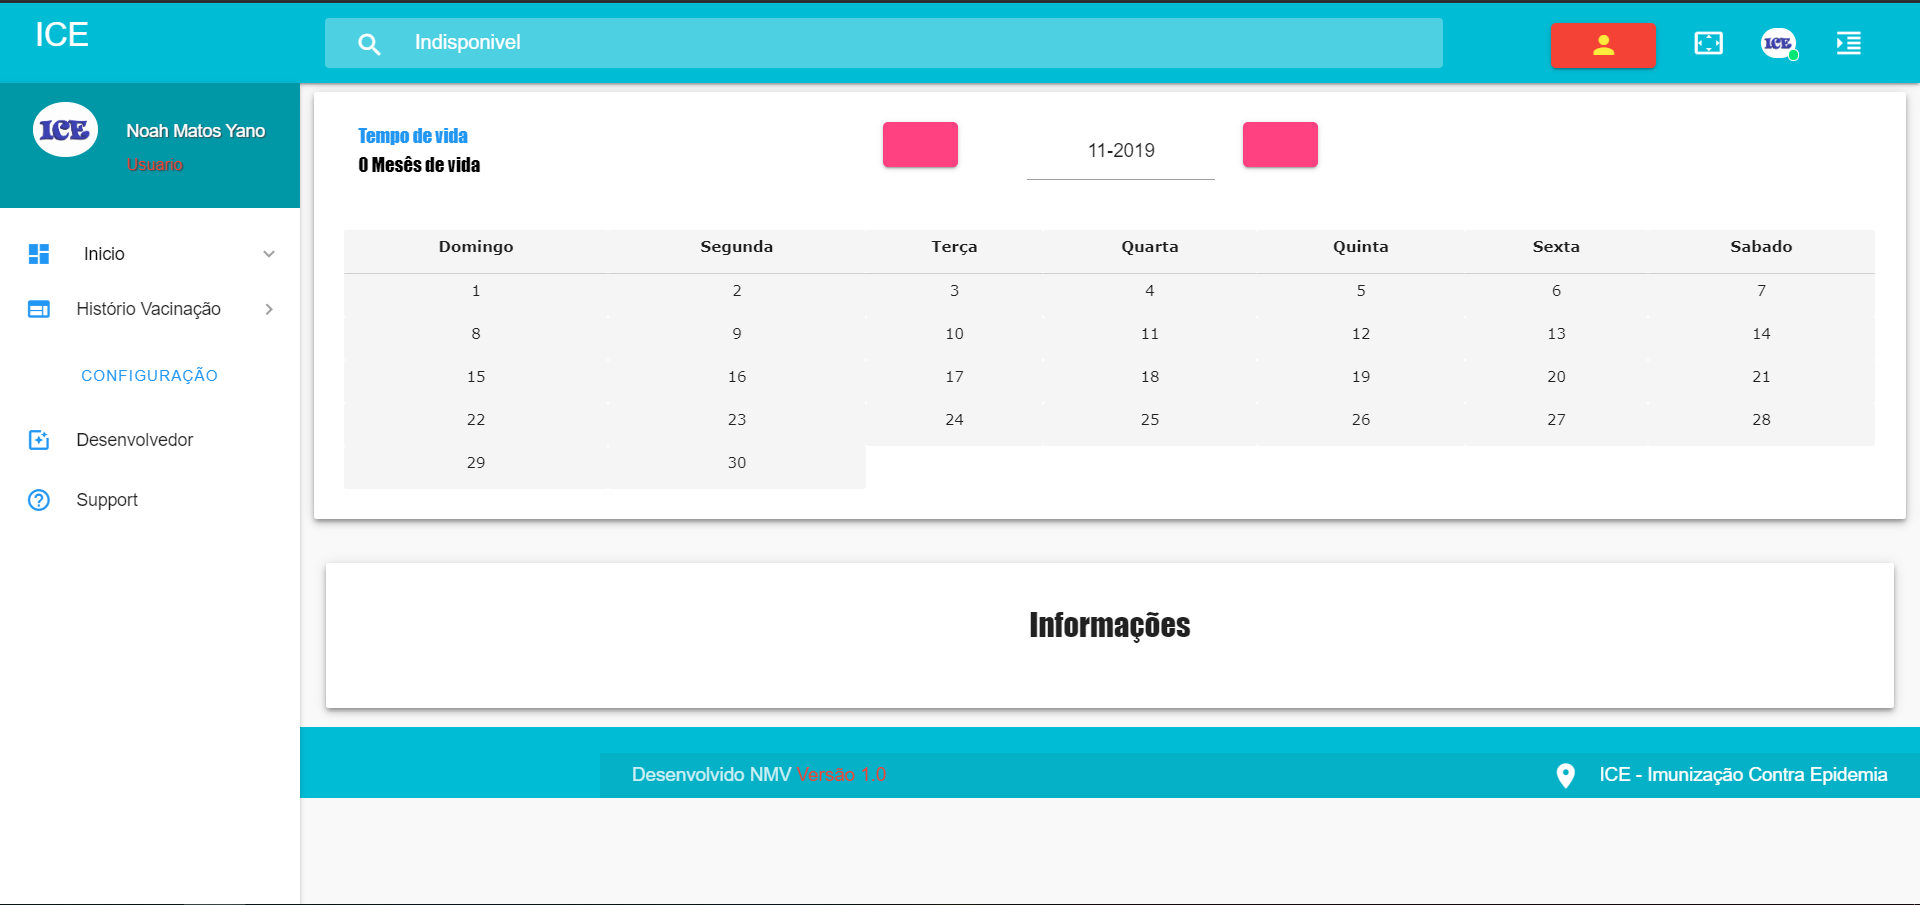 ICE
Indisponivel
ICE
ICE
Noah Matos Yano
Usuario
Inicio
Histório Vacinação
CONFIGURAÇÃO
Desenvolvedor
Support
Tempo de vida
0 Mesês de vida
11-2019
Domingo Segunda Terça Quarta Quinta Sexta Sabado
1 2 3 4 5 6 7
8 9 10 11 12 13 14
15 16 17 18 19 20 21
22 23 24 25 26 27 28
29 30
Informações
Desenvolvido NMV Versão 1.0
ICE - Imunização Contra Epidemia